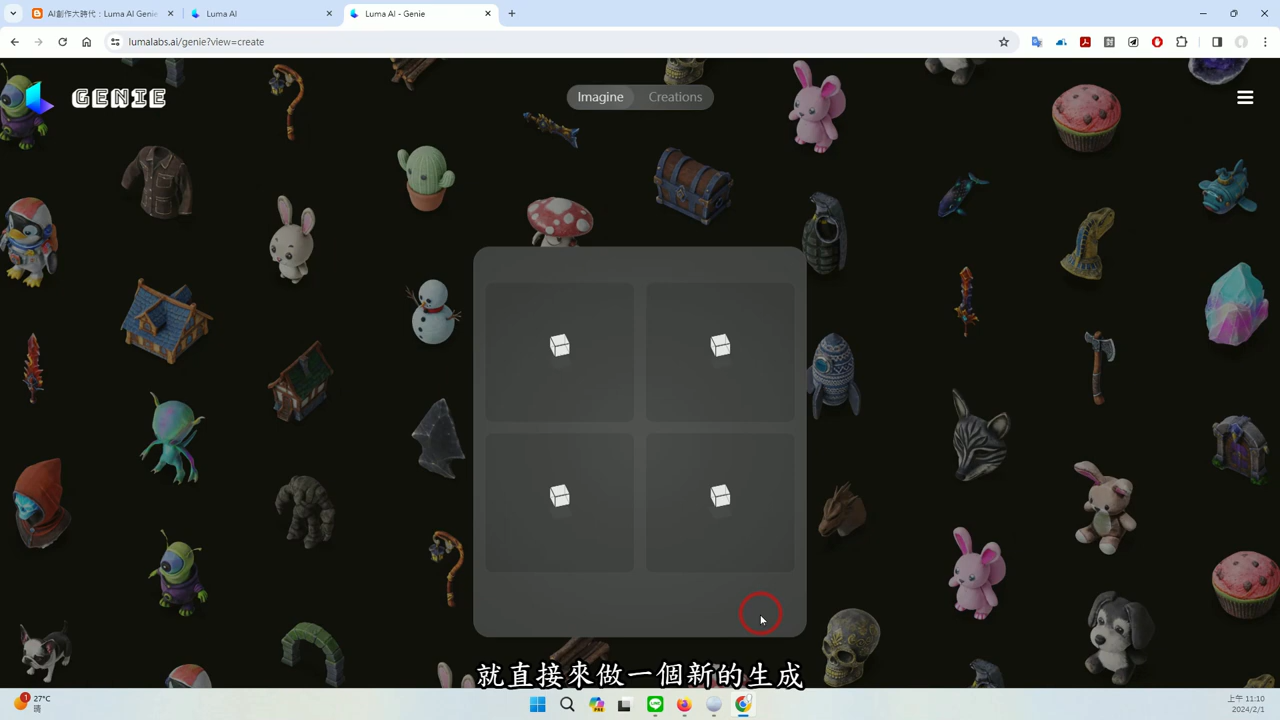 AI創作大時代：Luma AI Genie
Luma AI
Luma AI - Genie
lumalabs.ai/genie?view=create
GENIE
Imagine
Creations
就直接來做一個新的生成
1
27°C
晴
上午 11:10
2024/2/1